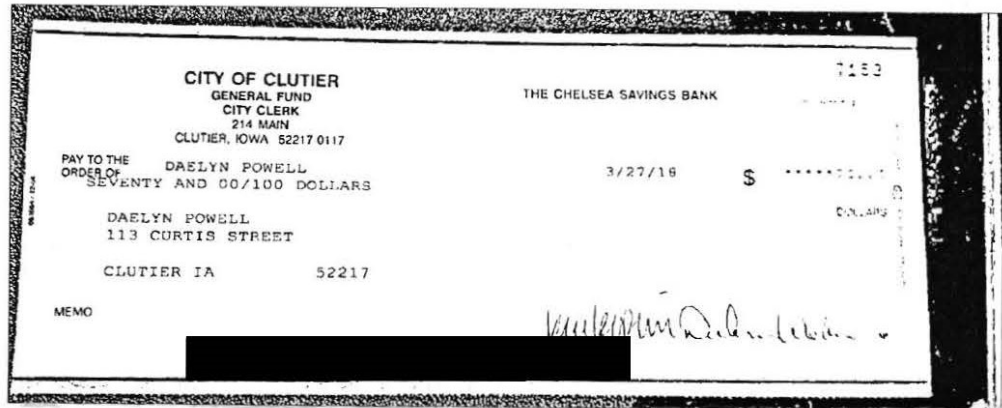 7153
CITY OF CLUTIER
GENERAL FUND
CITY CLERK
214 MAIN
CLUTIER, IOWA 52217 0117
THE CHELSEA SAVINGS BANK
PAY TO THE
ORDER OF DAELYN POWELL 3/27/18 $
SEVENTY AND 00/100 DOLLARS
DOLLARS
DAELYN POWELL
113 CURTIS STREET
CLUTIER IA 52217
MEMO